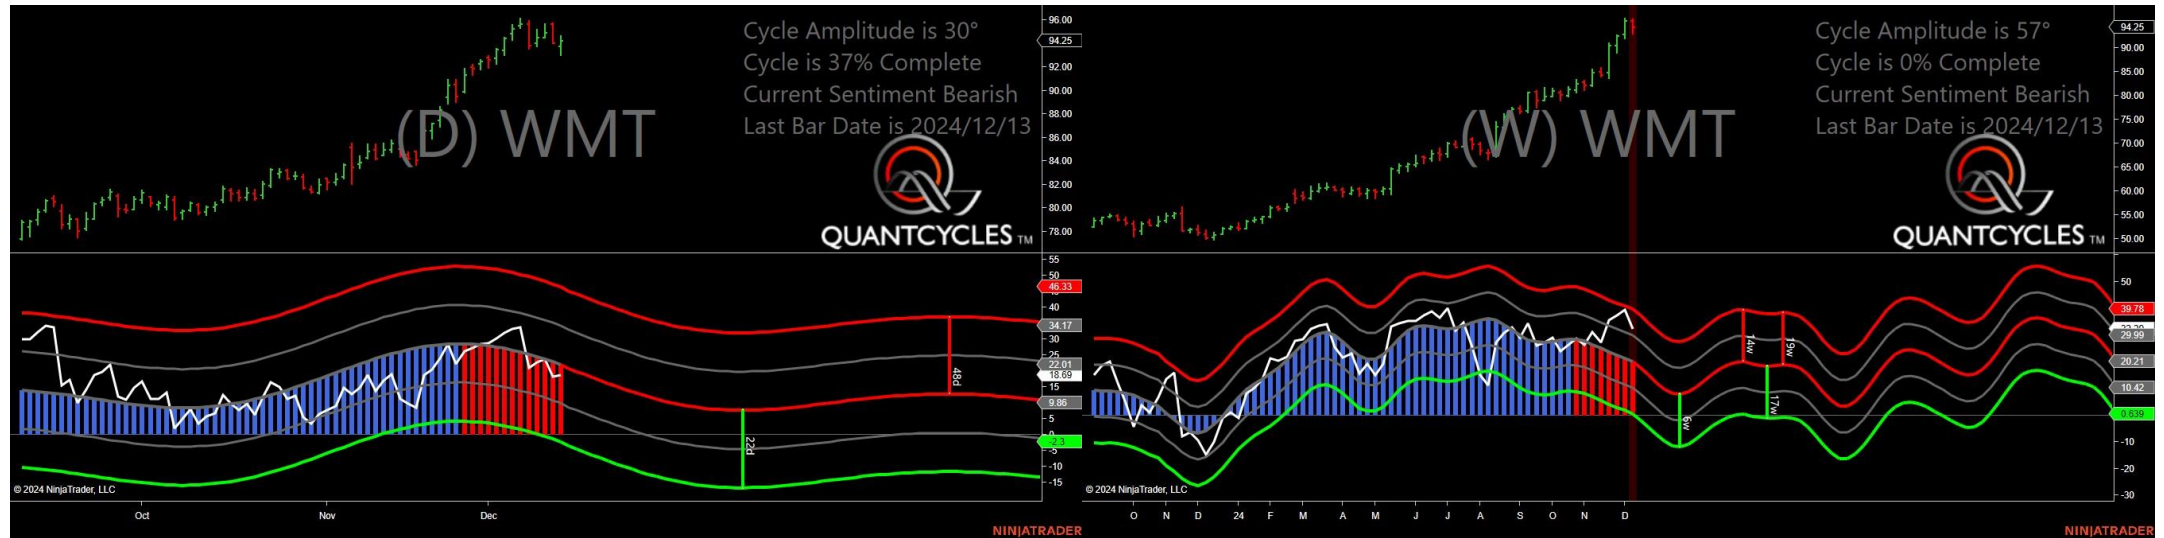 Cycle Amplitude is 30°
Cycle is 37% Complete
Current Sentiment Bearish
Last Bar Date is 2024/12/13
(D) WMT
QUANTCYCLES TM
96.00
94.25
92.00
90.00
88.00
86.00
84.00
82.00
80.00
78.00
55
50
46.33
40
34.17
30
25
22.01
18.69
15
9.86
5
0
-2.3
-5
-10
-15
48d
22d
© 2024 NinjaTrader, LLC
Oct
Nov
Dec
NINJATRADER
Cycle Amplitude is 57°
Cycle is 0% Complete
Current Sentiment Bearish
Last Bar Date is 2024/12/13
(W) WMT
QUANTCYCLES TM
94.25
90.00
85.00
80.00
75.00
70.00
65.00
60.00
55.00
50.00
50
39.78
29.99
20.21
10.42
0.639
-10
-20
-30
14w
19w
17w
6w
© 2024 NinjaTrader, LLC
O N D 24 F M A M J J A S O N D
NINJATRADER